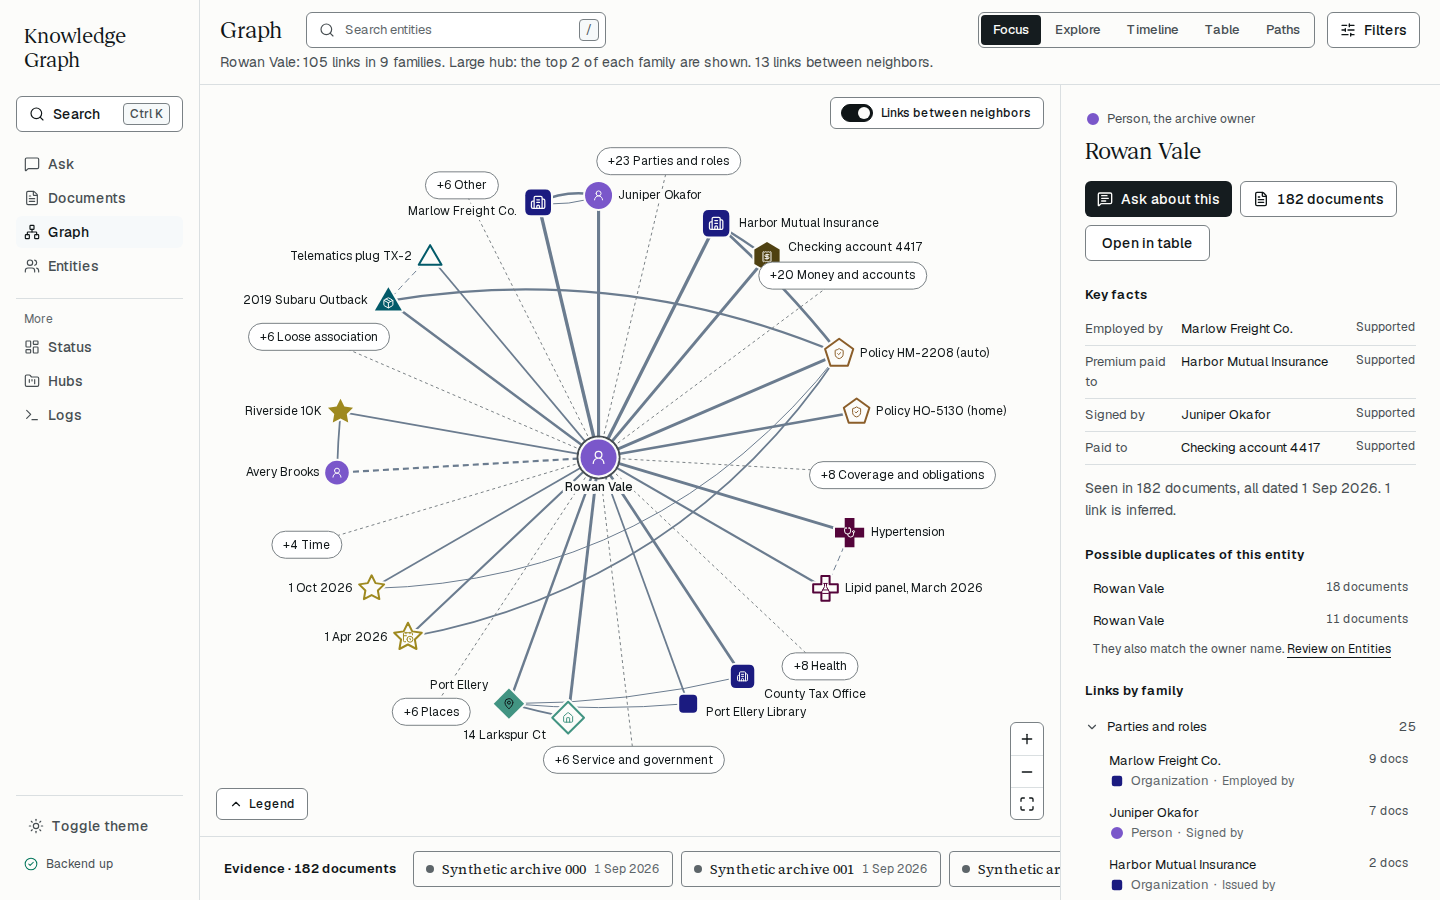 Knowledge
Graph
Search
Ctrl K
Ask
Documents
Graph
Entities
More
Status
Hubs
Logs
Toggle theme
Backend up
Graph
Search entities
/
Focus
Explore
Timeline
Table
Paths
Filters
Rowan Vale: 105 links in 9 families. Large hub: the top 2 of each family are shown. 13 links between neighbors.
Links between neighbors
+23 Parties and roles
+6 Other
Juniper Okafor
Marlow Freight Co.
Harbor Mutual Insurance
Checking account 4417
Telematics plug TX-2
+20 Money and accounts
2019 Subaru Outback
+6 Loose association
Policy HM-2208 (auto)
Riverside 10K
Policy HO-5130 (home)
Avery Brooks
+8 Coverage and obligations
Rowan Vale
Hypertension
+4 Time
1 Oct 2026
Lipid panel, March 2026
1 Apr 2026
+8 Health
Port Ellery
County Tax Office
+6 Places
Port Ellery Library
14 Larkspur Ct
+6 Service and government
Legend
Evidence · 182 documents
Synthetic archive 000 1 Sep 2026
Synthetic archive 001 1 Sep 2026
Synthetic ar
Person, the archive owner
Rowan Vale
Ask about this
182 documents
Open in table
Key facts
Employed by Marlow Freight Co. Supported
Premium paid Harbor Mutual Insurance Supported
to
Signed by Juniper Okafor Supported
Paid to Checking account 4417 Supported
Seen in 182 documents, all dated 1 Sep 2026. 1
link is inferred.
Possible duplicates of this entity
Rowan Vale 18 documents
Rowan Vale 11 documents
They also match the owner name. Review on Entities
Links by family
Parties and roles 25
Marlow Freight Co. 9 docs
Organization · Employed by
Juniper Okafor 7 docs
Person · Signed by
Harbor Mutual Insurance 2 docs
Organization · Issued by